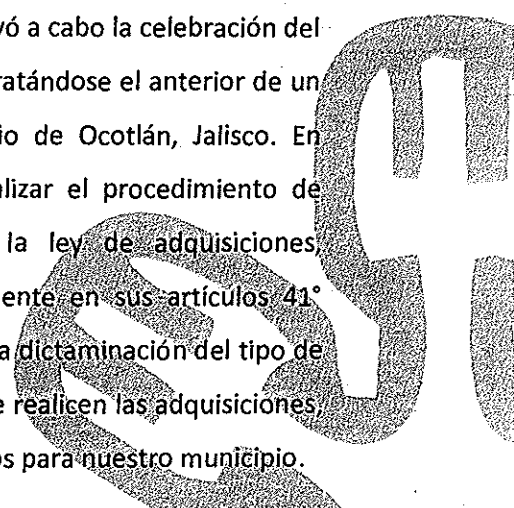 vó a cabo la celebración del
ratándose el anterior de un
io de Ocotlán, Jalisco. En
alizar el procedimiento de
la ley de adquisiciones,
ente en sus artículos 41°
a dictaminación del tipo de
e realicen las adquisiciones,
os para nuestro municipio.